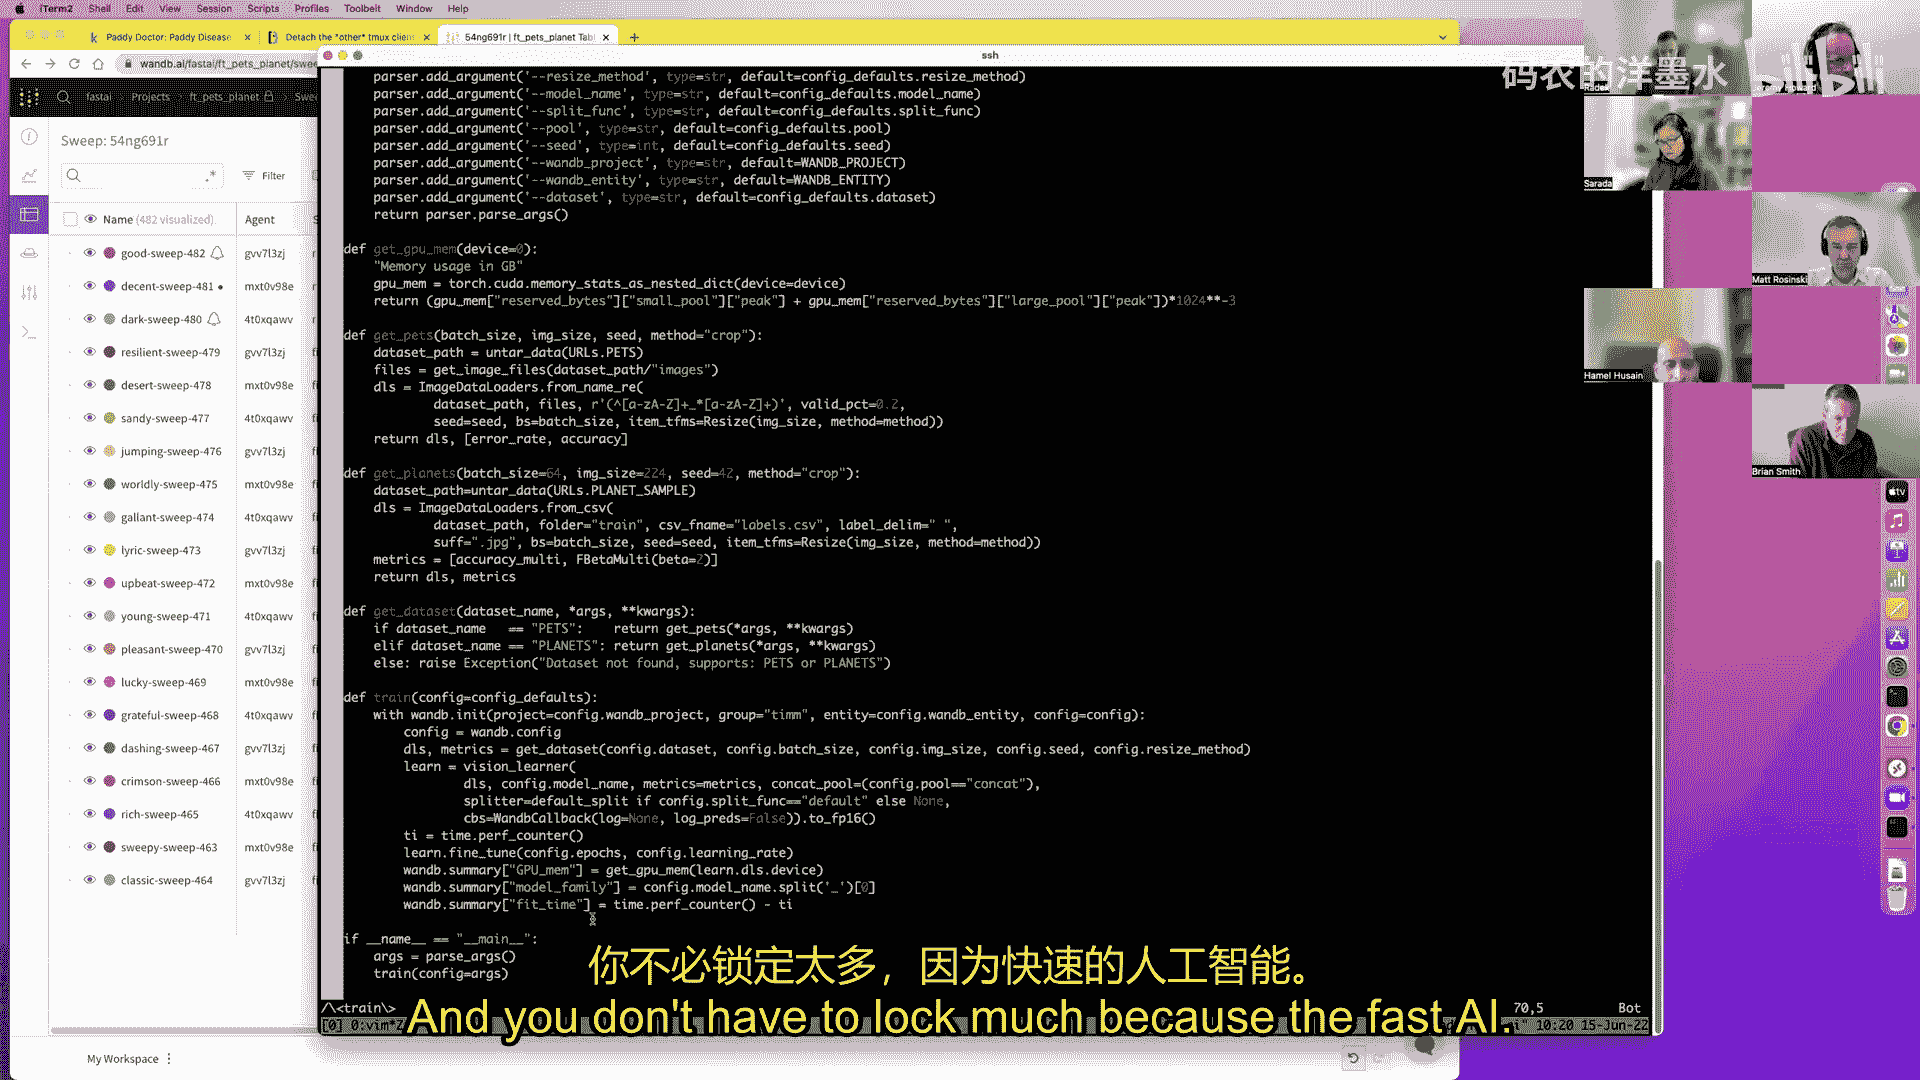 iTerm2 Shell Edit View Session Scripts Profiles Toolbelt Window Help
Paddy Doctor: Paddy Disease
Detach the *other* tmux clien
54ng691r | ft_pets_planet Tabl
wandb.ai/fastai/ft_pets_planet/swee
ssh
fastai Projects ft_pets_planet Swee
Sweep: 54ng691r
Filter
Name (482 visualized) Agent
good-sweep-482 gvv7l3zj
decent-sweep-481 mxt0v98e
dark-sweep-480 4t0xqawv
resilient-sweep-479 gvv7l3zj
desert-sweep-478 mxt0v98e
sandy-sweep-477 4t0xqawv
jumping-sweep-476 gvv7l3zj
worldly-sweep-475 mxt0v98e
gallant-sweep-474 4t0xqawv
lyric-sweep-473 gvv7l3zj
upbeat-sweep-472 mxt0v98e
young-sweep-471 4t0xqawv
pleasant-sweep-470 gvv7l3zj
lucky-sweep-469 mxt0v98e
grateful-sweep-468 4t0xqawv
dashing-sweep-467 gvv7l3zj
crimson-sweep-466 mxt0v98e
rich-sweep-465 4t0xqawv
sweepy-sweep-463 mxt0v98e
classic-sweep-464 gvv7l3zj
My Workspace
parser.add_argument('--resize_method', type=str, default=config_defaults.resize_method)
parser.add_argument('--model_name', type=str, default=config_defaults.model_name)
parser.add_argument('--split_func', type=str, default=config_defaults.split_func)
parser.add_argument('--pool', type=str, default=config_defaults.pool)
parser.add_argument('--seed', type=int, default=config_defaults.seed)
parser.add_argument('--wandb_project', type=str, default=WANDB_PROJECT)
parser.add_argument('--wandb_entity', type=str, default=WANDB_ENTITY)
parser.add_argument('--dataset', type=str, default=config_defaults.dataset)
return parser.parse_args()
def get_gpu_mem(device=0):
"Memory usage in GB"
gpu_mem = torch.cuda.memory_stats_as_nested_dict(device=device)
return (gpu_mem["reserved_bytes"]["small_pool"]["peak"] + gpu_mem["reserved_bytes"]["large_pool"]["peak"])*1024**-3
def get_pets(batch_size, img_size, seed, method="crop"):
dataset_path = untar_data(URLs.PETS)
files = get_image_files(dataset_path/"images")
dls = ImageDataLoaders.from_name_re(
dataset_path, files, r'(^[a-zA-Z]+_*[a-zA-Z]+)', valid_pct=0.2,
seed=seed, bs=batch_size, item_tfms=Resize(img_size, method=method))
return dls, [error_rate, accuracy]
def get_planets(batch_size=64, img_size=224, seed=42, method="crop"):
dataset_path=untar_data(URLs.PLANET_SAMPLE)
dls = ImageDataLoaders.from_csv(
dataset_path, folder="train", csv_fname="labels.csv", label_delim=" ",
suff=".jpg", bs=batch_size, seed=seed, item_tfms=Resize(img_size, method=method))
metrics = [accuracy_multi, FBetaMulti(beta=2)]
return dls, metrics
def get_dataset(dataset_name, *args, **kwargs):
if dataset_name == "PETS": return get_pets(*args, **kwargs)
elif dataset_name == "PLANETS": return get_planets(*args, **kwargs)
else: raise Exception("Dataset not found, supports: PETS or PLANETS")
def train(config=config_defaults):
with wandb.init(project=config.wandb_project, group="timm", entity=config.wandb_entity, config=config):
config = wandb.config
dls, metrics = get_dataset(config.dataset, config.batch_size, config.img_size, config.seed, config.resize_method)
learn = vision_learner(
dls, config.model_name, metrics=metrics, concat_pool=(config.pool=="concat"),
splitter=default_split if config.split_func=="default" else None,
cbs=WandbCallback(log=None, log_preds=False)).to_fp16()
ti = time.perf_counter()
learn.fine_tune(config.epochs, config.learning_rate)
wandb.summary["GPU_mem"] = get_gpu_mem(learn.dls.device)
wandb.summary["model_family"] = config.model_name.split('_')[0]
wandb.summary["fit_time"] = time.perf_counter() - ti
if __name__ == "__main__":
args = parse_args()
train(config=args)
/\<train\> 70,5 Bot
[0] 0:vim*Z 10:20 15-Jun-22
码农的洋墨水 bilibili
Radek
Jeremy Howard
Sarada
Matt Rosinski
Hamel Husain
Brian Smith
你不必锁定太多，因为快速的人工智能。
And you don't have to lock much because the fast AI.